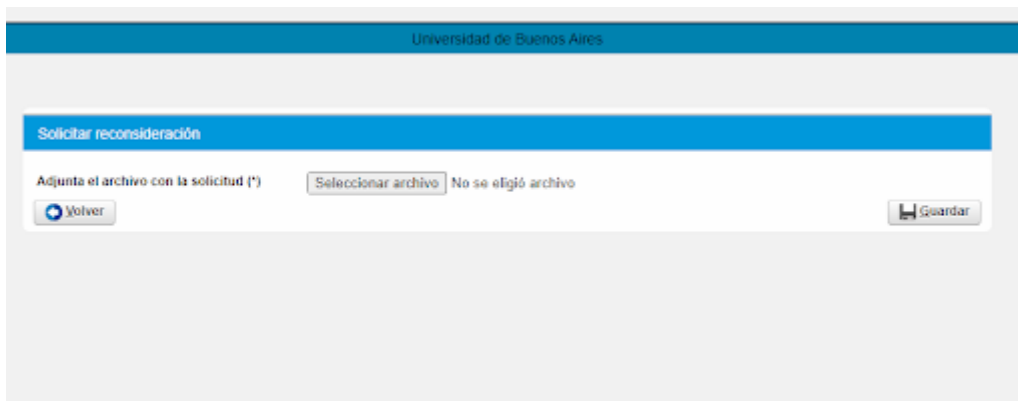 Universidad de Buenos Aires
Solicitar reconsideración
Adjunta el archivo con la solicitud (*) Seleccionar archivo No se eligió archivo
Volver Guardar